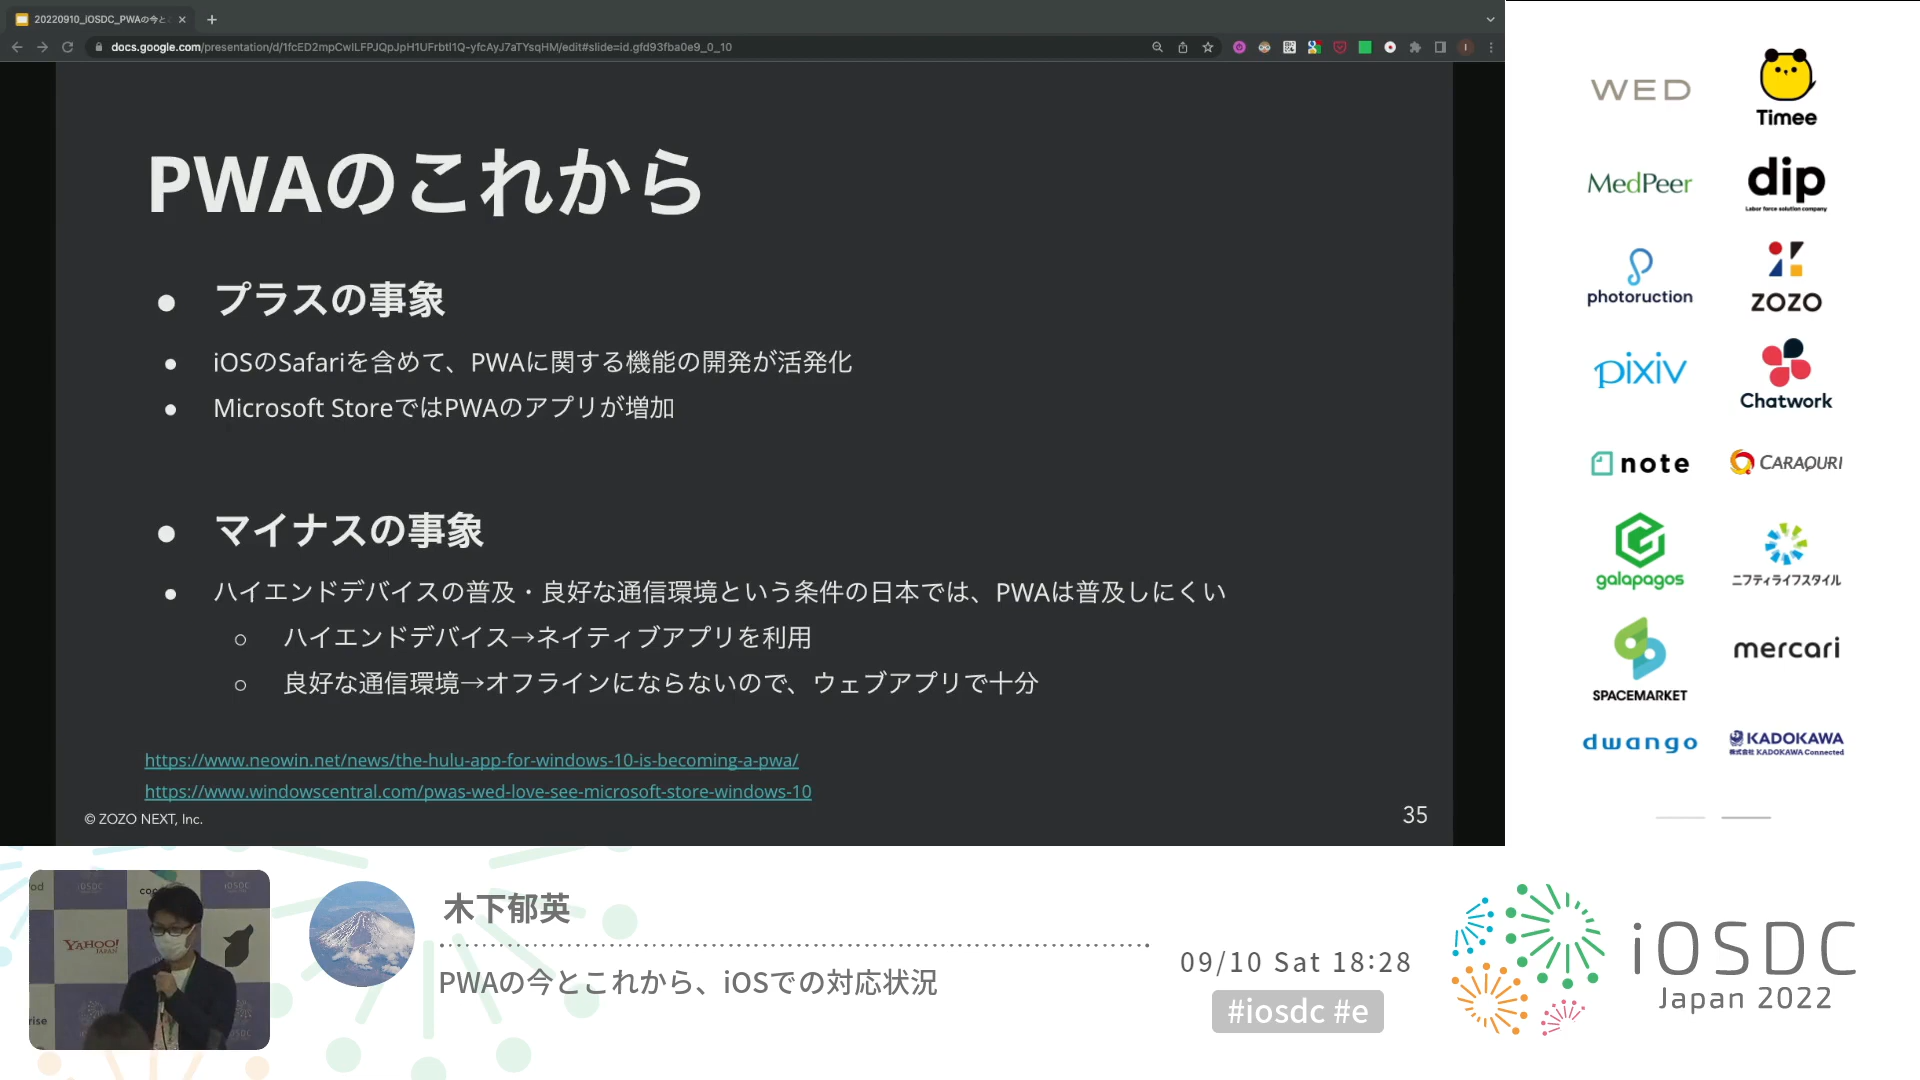 20220910_iOSDC_PWAの今と
docs.google.com/presentation/d/1fcED2mpCwlLFPJQpJpH1UFrbtl1Q-yfcAyJ7aTYsqHM/edit#slide=id.gfd93fba0e9_0_10
PWAのこれから
● プラスの事象
● iOSのSafariを含めて、PWAに関する機能の開発が活発化
● Microsoft StoreではPWAのアプリが増加
● マイナスの事象
● ハイエンドデバイスの普及・良好な通信環境という条件の日本では、PWAは普及しにくい
○ ハイエンドデバイス→ネイティブアプリを利用
○ 良好な通信環境→オフラインにならないので、ウェブアプリで十分
https://www.neowin.net/news/the-hulu-app-for-windows-10-is-becoming-a-pwa/
https://www.windowscentral.com/pwas-wed-love-see-microsoft-store-windows-10
© ZOZO NEXT, Inc.
35
WED
Timee
MedPeer
dip
Labor force solution company
photoruction
ZOZO
pixiv
Chatwork
note
CARAQURI
galapagos
ニフティライフスタイル
SPACEMARKET
mercari
dwango
KADOKAWA
株式会社 KADOKAWA Connected
YAHOO!
JAPAN
木下郁英
PWAの今とこれから、iOSでの対応状況
09/10 Sat 18:28
#iosdc #e
iOSDC
Japan 2022